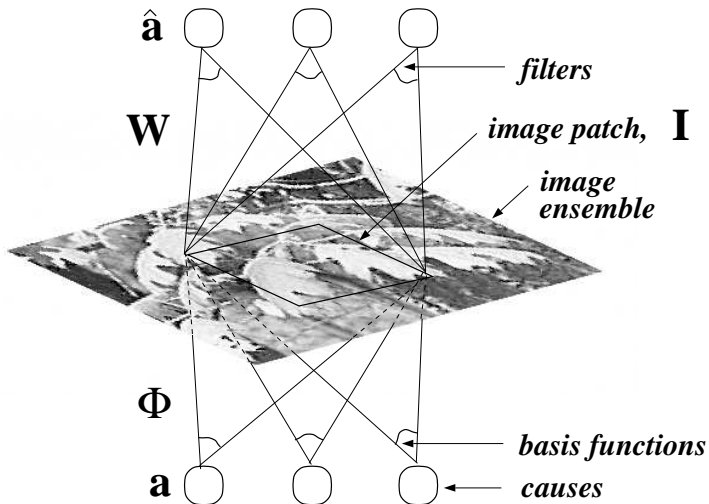 â
filters
W
image patch, I
image
ensemble
Φ
basis functions
a
causes